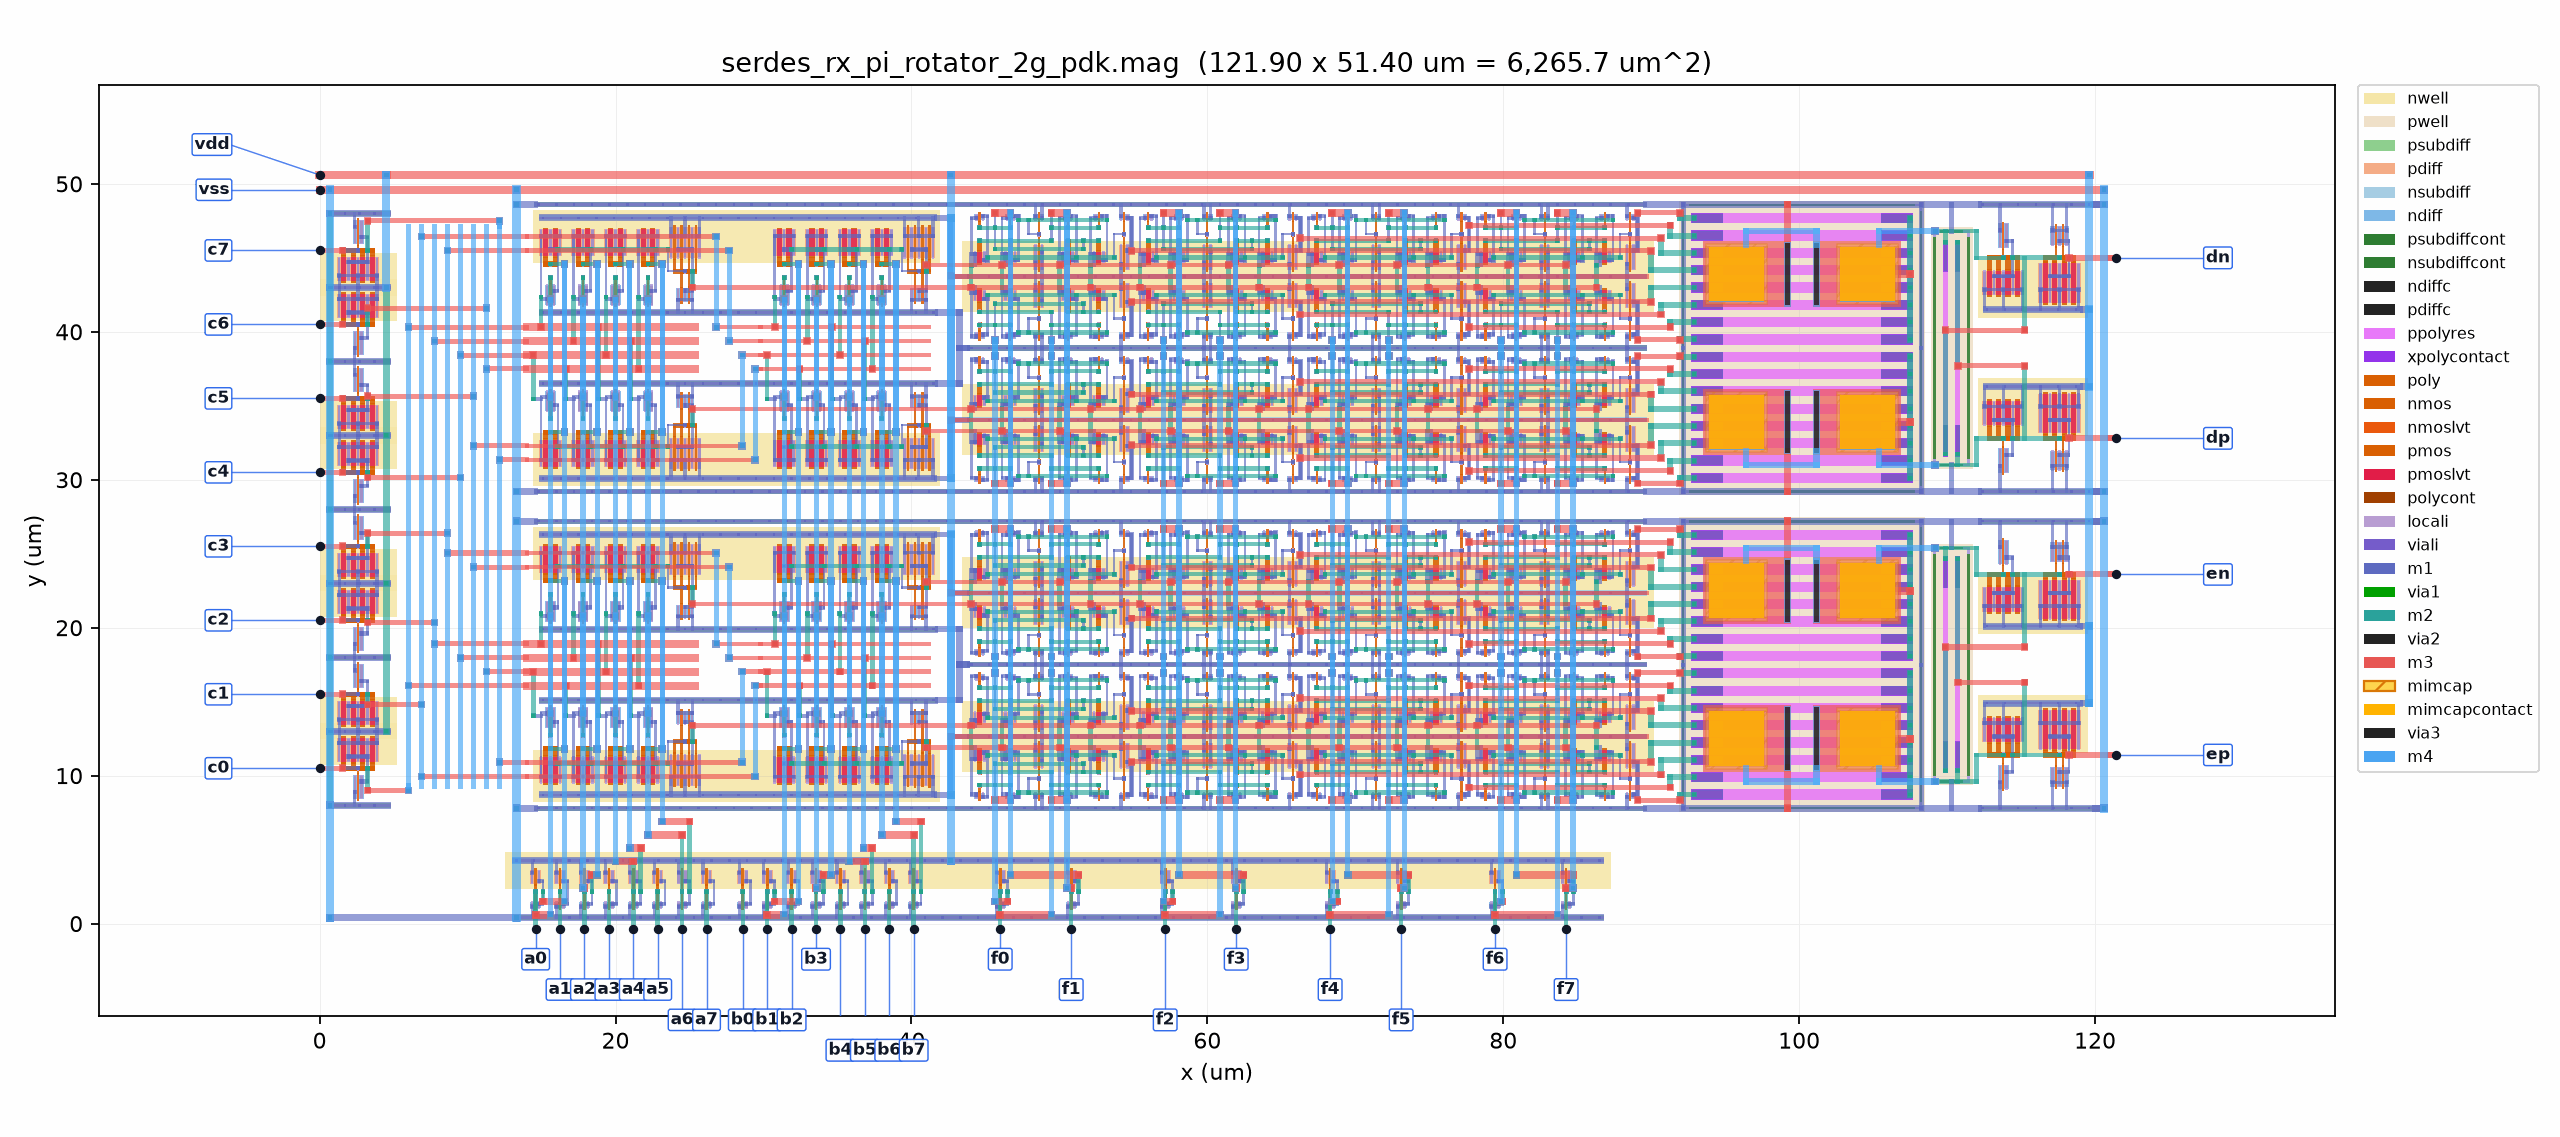 serdes_rx_pi_rotator_2g_pdk.mag (121.90 x 51.40 um = 6,265.7 um^2)
vdd
vss
c7
c6
c5
c4
c3
c2
c1
c0
dn
dp
en
ep
a0
b3
f0
f3
f6
a1 a2 a3 a4 a5
f1
f4
f7
a6 a7
b0 b1 b2
f2
f5
b4 b5 b6 b7
50
40
30
20
10
0
y (um)
0 20 40 60 80 100 120
x (um)
nwell
pwell
psubdiff
pdiff
nsubdiff
ndiff
psubdiffcont
nsubdiffcont
ndiffc
pdiffc
ppolyres
xpolycontact
poly
nmos
nmoslvt
pmos
pmoslvt
polycont
locali
viali
m1
via1
m2
via2
m3
mimcap
mimcapcontact
via3
m4